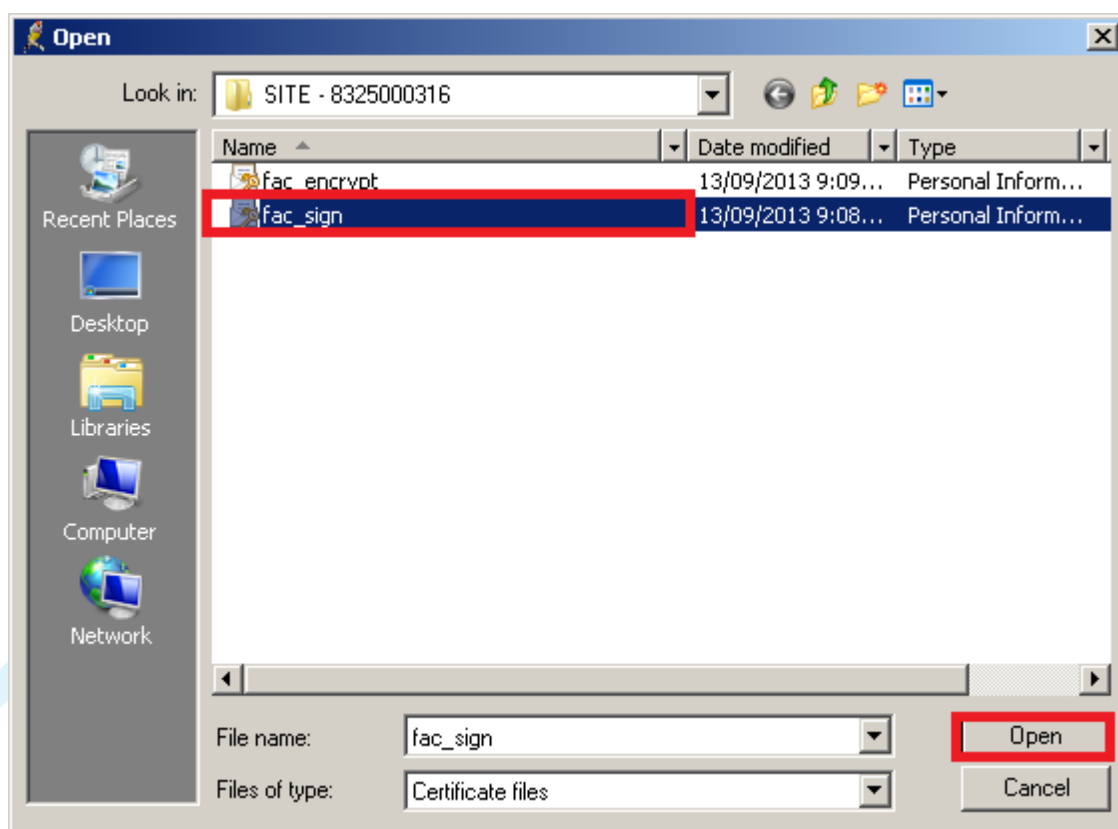 Open
Look in: SITE - 8325000316
Name Date modified Type
fac_encrypt 13/09/2013 9:09... Personal Inform...
fac_sign 13/09/2013 9:08... Personal Inform...
Recent Places
Desktop
Libraries
Computer
Network
File name: fac_sign Open
Files of type: Certificate files Cancel